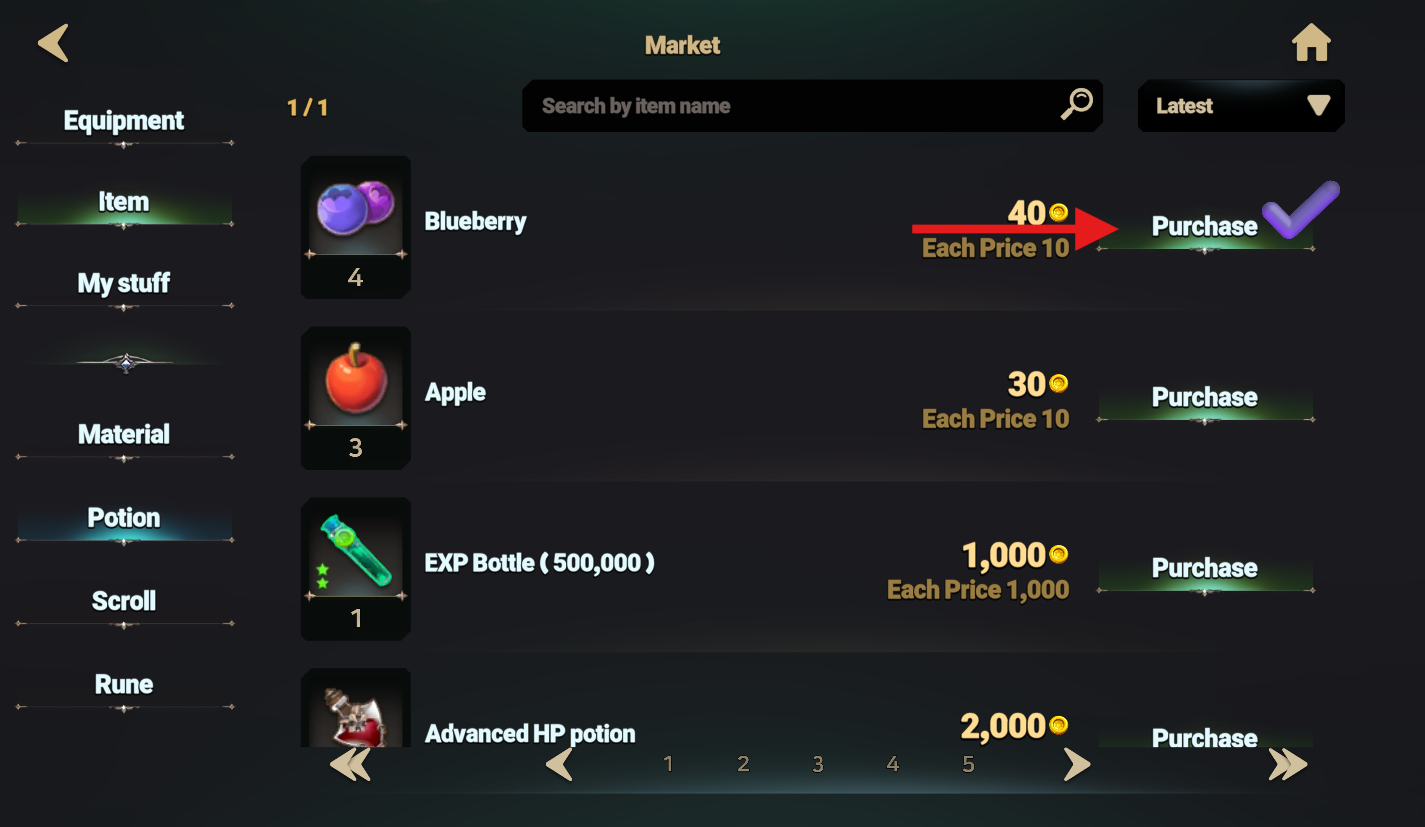 Market
Equipment
Item
My stuff
Material
Potion
Scroll
Rune
1 / 1
Search by item name
Latest
4
Blueberry
40
Each Price 10
Purchase
3
Apple
30
Each Price 10
Purchase
1
EXP Bottle ( 500,000 )
1,000
Each Price 1,000
Purchase
Advanced HP potion
2,000
Purchase
1 2 3 4 5